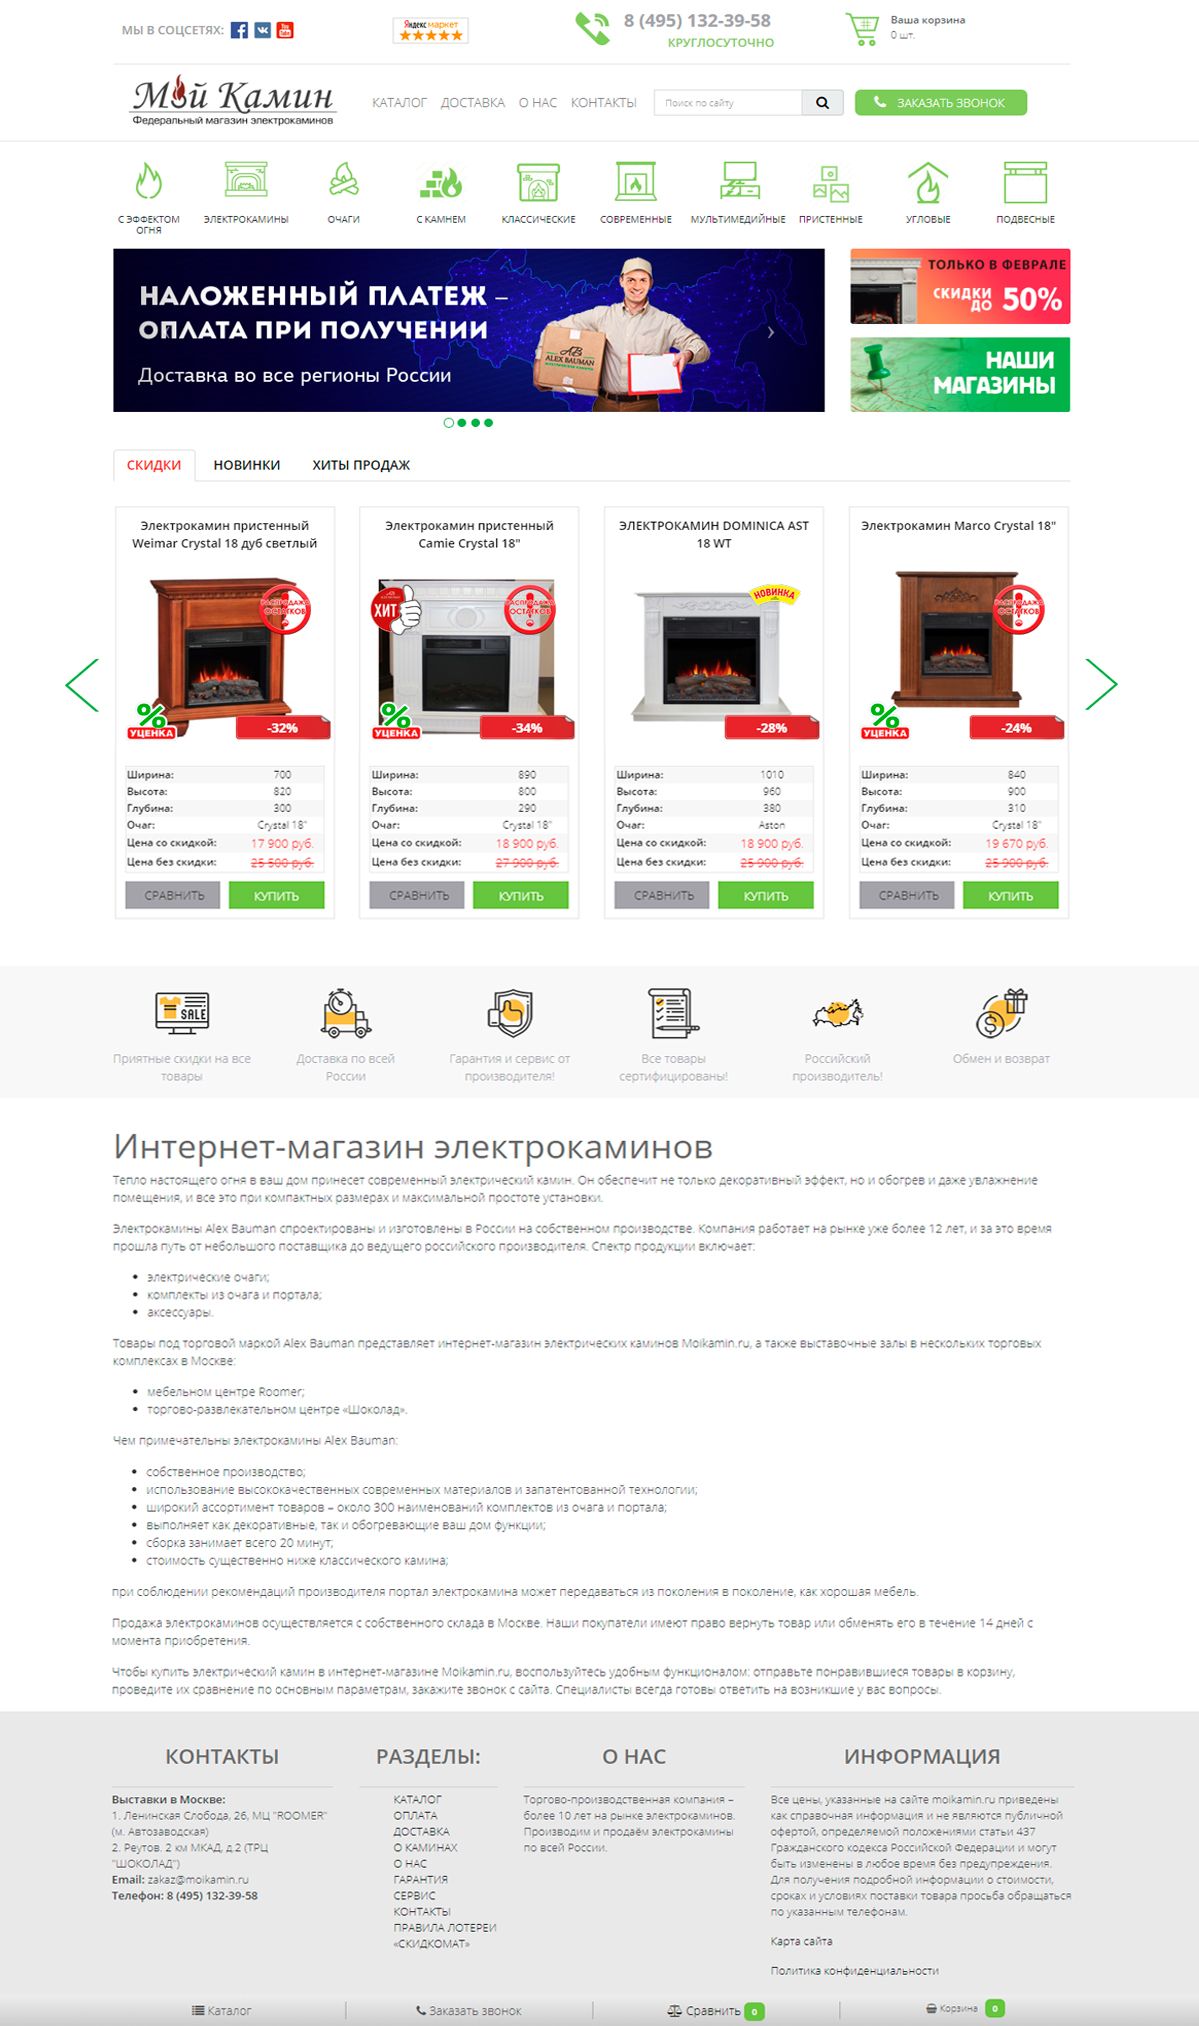 МЫ В СОЦСЕТЯХ:
Яндекс маркет
8 (495) 132-39-58
КРУГЛОСУТОЧНО
Ваша корзина
0 шт.
Мой Камин
Федеральный магазин электрокаминов
КАТАЛОГ ДОСТАВКА О НАС КОНТАКТЫ
Поиск по сайту
ЗАКАЗАТЬ ЗВОНОК
С ЭФФЕКТОМ
ОГНЯ
ЭЛЕКТРОКАМИНЫ
ОЧАГИ
С КАМНЕМ
КЛАССИЧЕСКИЕ
СОВРЕМЕННЫЕ
МУЛЬТИМЕДИЙНЫЕ
ПРИСТЕННЫЕ
УГЛОВЫЕ
ПОДВЕСНЫЕ
НАЛОЖЕННЫЙ ПЛАТЕЖ –
ОПЛАТА ПРИ ПОЛУЧЕНИИ
Доставка во все регионы России
AB
ALEX BAUMAN
ТОЛЬКО В ФЕВРАЛЕ
СКИДКИ
ДО 50%
НАШИ
МАГАЗИНЫ
СКИДКИ НОВИНКИ ХИТЫ ПРОДАЖ
Электрокамин пристенный
Weimar Crystal 18 дуб светлый
РАСПРОДАЖА
ОСТАТКОВ
%
УЦЕНКА
-32%
Ширина: 700
Высота: 820
Глубина: 300
Очаг: Crystal 18"
Цена со скидкой: 17 900 руб.
Цена без скидки: 25 500 руб.
СРАВНИТЬ КУПИТЬ
Электрокамин пристенный
Camie Crystal 18"
ХИТ
РАСПРОДАЖА
ОСТАТКОВ
%
УЦЕНКА
-34%
Ширина: 890
Высота: 800
Глубина: 290
Очаг: Crystal 18"
Цена со скидкой: 18 900 руб.
Цена без скидки: 27 900 руб.
СРАВНИТЬ КУПИТЬ
ЭЛЕКТРОКАМИН DOMINICA AST
18 WT
НОВИНКА
-28%
Ширина: 1010
Высота: 960
Глубина: 380
Очаг: Aston
Цена со скидкой: 18 900 руб.
Цена без скидки: 25 900 руб.
СРАВНИТЬ КУПИТЬ
Электрокамин Marco Crystal 18"
РАСПРОДАЖА
ОСТАТКОВ
%
УЦЕНКА
-24%
Ширина: 840
Высота: 900
Глубина: 310
Очаг: Crystal 18"
Цена со скидкой: 19 670 руб.
Цена без скидки: 25 900 руб.
СРАВНИТЬ КУПИТЬ
SALE
Приятные скидки на все
товары
Доставка по всей
России
Гарантия и сервис от
производителя!
Все товары
сертифицированы!
Российский
производитель!
Обмен и возврат
Интернет-магазин электрокаминов
Тепло настоящего огня в ваш дом принесет современный электрический камин. Он обеспечит не только декоративный эффект, но и обогрев и даже увлажнение
помещения, и все это при компактных размерах и максимальной простоте установки.
Электрокамины Alex Bauman спроектированы и изготовлены в России на собственном производстве. Компания работает на рынке уже более 12 лет, и за это время
прошла путь от небольшого поставщика до ведущего российского производителя. Спектр продукции включает:
• электрические очаги;
• комплекты из очага и портала;
• аксессуары.
Товары под торговой маркой Alex Bauman представляет интернет-магазин электрических каминов Moikamin.ru, а также выставочные залы в нескольких торговых
комплексах в Москве:
• мебельном центре Roomer;
• торгово-развлекательном центре «Шоколад».
Чем примечательны электрокамины Alex Bauman:
• собственное производство;
• использование высококачественных современных материалов и запатентованной технологии;
• широкий ассортимент товаров – около 300 наименований комплектов из очага и портала;
• выполняет как декоративные, так и обогревающие ваш дом функции;
• сборка занимает всего 20 минут;
• стоимость существенно ниже классического камина;
при соблюдении рекомендаций производителя портал электрокамина может передаваться из поколения в поколение, как хорошая мебель.
Продажа электрокаминов осуществляется с собственного склада в Москве. Наши покупатели имеют право вернуть товар или обменять его в течение 14 дней с
момента приобретения.
Чтобы купить электрический камин в интернет-магазине Moikamin.ru, воспользуйтесь удобным функционалом: отправьте понравившиеся товары в корзину,
проведите их сравнение по основным параметрам, закажите звонок с сайта. Специалисты всегда готовы ответить на возникшие у вас вопросы.
КОНТАКТЫ
Выставки в Москве:
1. Ленинская Слобода, 26, МЦ "ROOMER"
(м. Автозаводская)
2. Реутов. 2 км МКАД, д.2 (ТРЦ
"ШОКОЛАД")
Email: zakaz@moikamin.ru
Телефон: 8 (495) 132-39-58
РАЗДЕЛЫ:
КАТАЛОГ
ОПЛАТА
ДОСТАВКА
О КАМИНАХ
О НАС
ГАРАНТИЯ
СЕРВИС
КОНТАКТЫ
ПРАВИЛА ЛОТЕРЕИ
«СКИДКОМАТ»
О НАС
Торгово-производственная компания –
более 10 лет на рынке электрокаминов.
Производим и продаём электрокамины
по всей России.
ИНФОРМАЦИЯ
Все цены, указанные на сайте moikamin.ru приведены
как справочная информация и не являются публичной
офертой, определяемой положениями статьи 437
Гражданского кодекса Российской Федерации и могут
быть изменены в любое время без предупреждения.
Для получения подробной информации о стоимости,
сроках и условиях поставки товара просьба обращаться
по указанным телефонам.
Карта сайта
Политика конфиденциальности
Каталог
Заказать звонок
Сравнить 0
Корзина 0